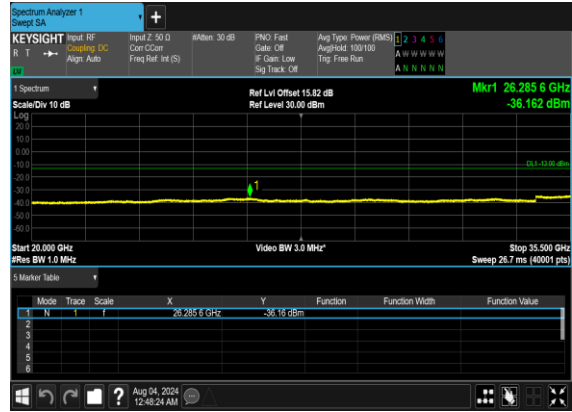 Spectrum Analyzer 1
Swept SA
+
KEYSIGHT Input: RF Input Z: 50 Ω #Atten: 30 dB PNO: Fast Avg Type: Power (RMS) 1 2 3 4 5 6
R T Coupling: DC Corr CCorr Gate: Off Avg|Hold: 100/100 A W W W W W
Align: Auto Freq Ref: Int (S) IF Gain: Low Trig: Free Run
Sig Track: Off A N N N N N
1 Spectrum Ref Lvl Offset 15.82 dB Mkr1 26.285 6 GHz
Scale/Div 10 dB Ref Level 30.00 dBm -36.162 dBm
Log
20.0
10.0
0.00
-10.0 DL1 -13.00 dBm
-20.0
-30.0 1
-40.0
-50.0
-60.0
Start 20.000 GHz Video BW 3.0 MHz* Stop 35.500 GHz
#Res BW 1.0 MHz Sweep 26.7 ms (40001 pts)
5 Marker Table
Mode Trace Scale X Y Function Function Width Function Value
1 N 1 f 26.285 6 GHz -36.16 dBm
2
3
4
5
6
? Aug 04, 2024
12:48:24 AM